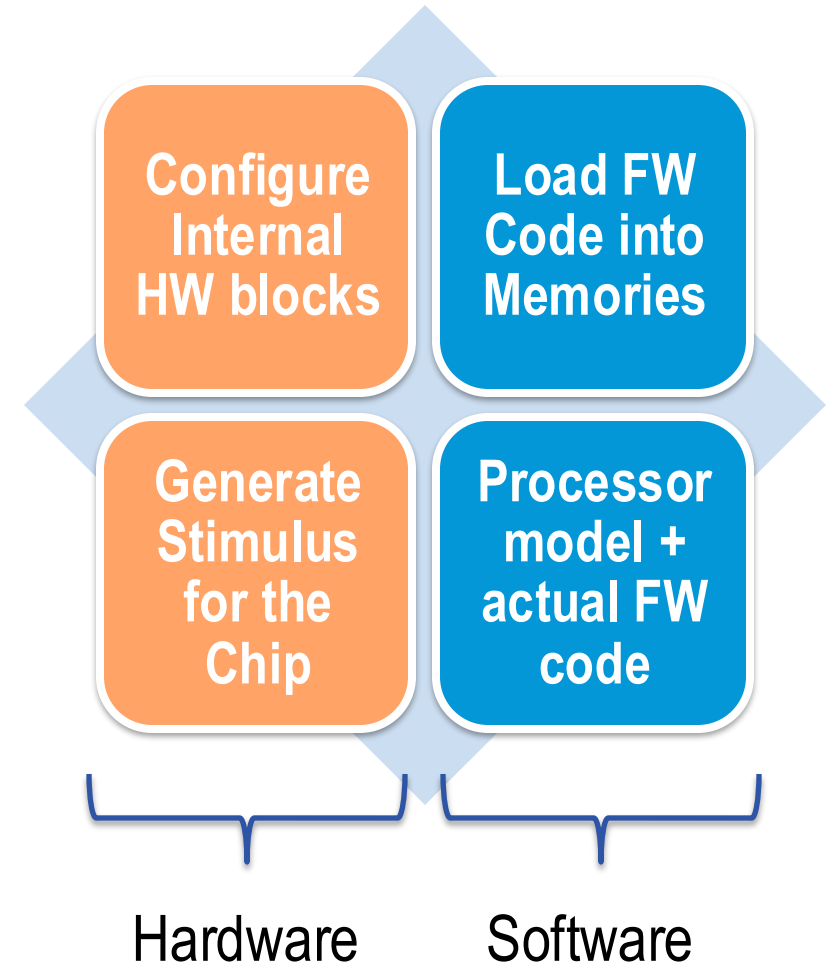 Configure
Internal
HW blocks
Load FW
Code into
Memories
Generate
Stimulus
for the
Chip
Processor
model +
actual FW
code
Hardware
Software